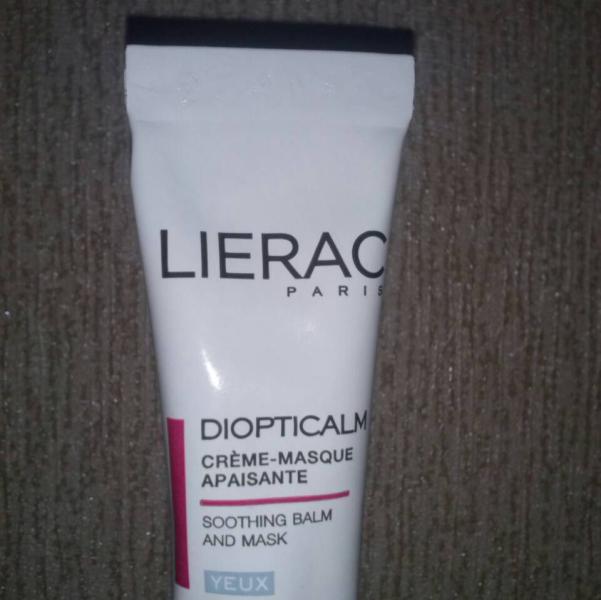 LIERAC
PARIS
DIOPTICALM
CRÈME-MASQUE
APAISANTE
SOOTHING BALM
AND MASK
YEUX